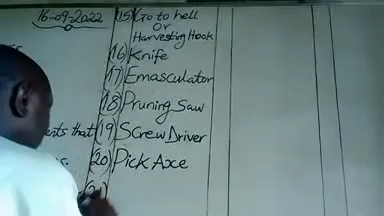 16-09-2022
ents that
(15) Go to hell
or
Harvesting Hook
(16) Knife
(17) Emasculator
(18) Pruning Saw
(19) Screw Driver
(20) Pick Axe
(21)